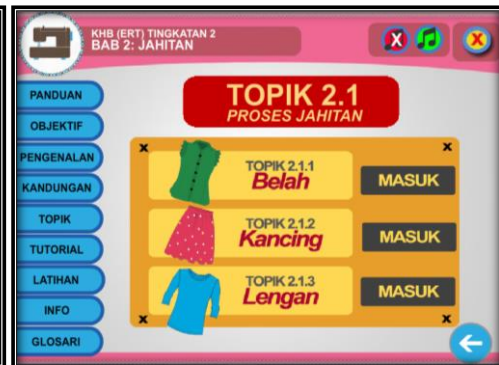 KHB (ERT) TINGKATAN 2
BAB 2: JAHITAN
PANDUAN
OBJEKTIF
PENGENALAN
KANDUNGAN
TOPIK
TUTORIAL
LATIHAN
INFO
GLOSARI
TOPIK 2.1
PROSES JAHITAN
TOPIK 2.1.1
Belah
MASUK
TOPIK 2.1.2
Kancing
MASUK
TOPIK 2.1.3
Lengan
MASUK